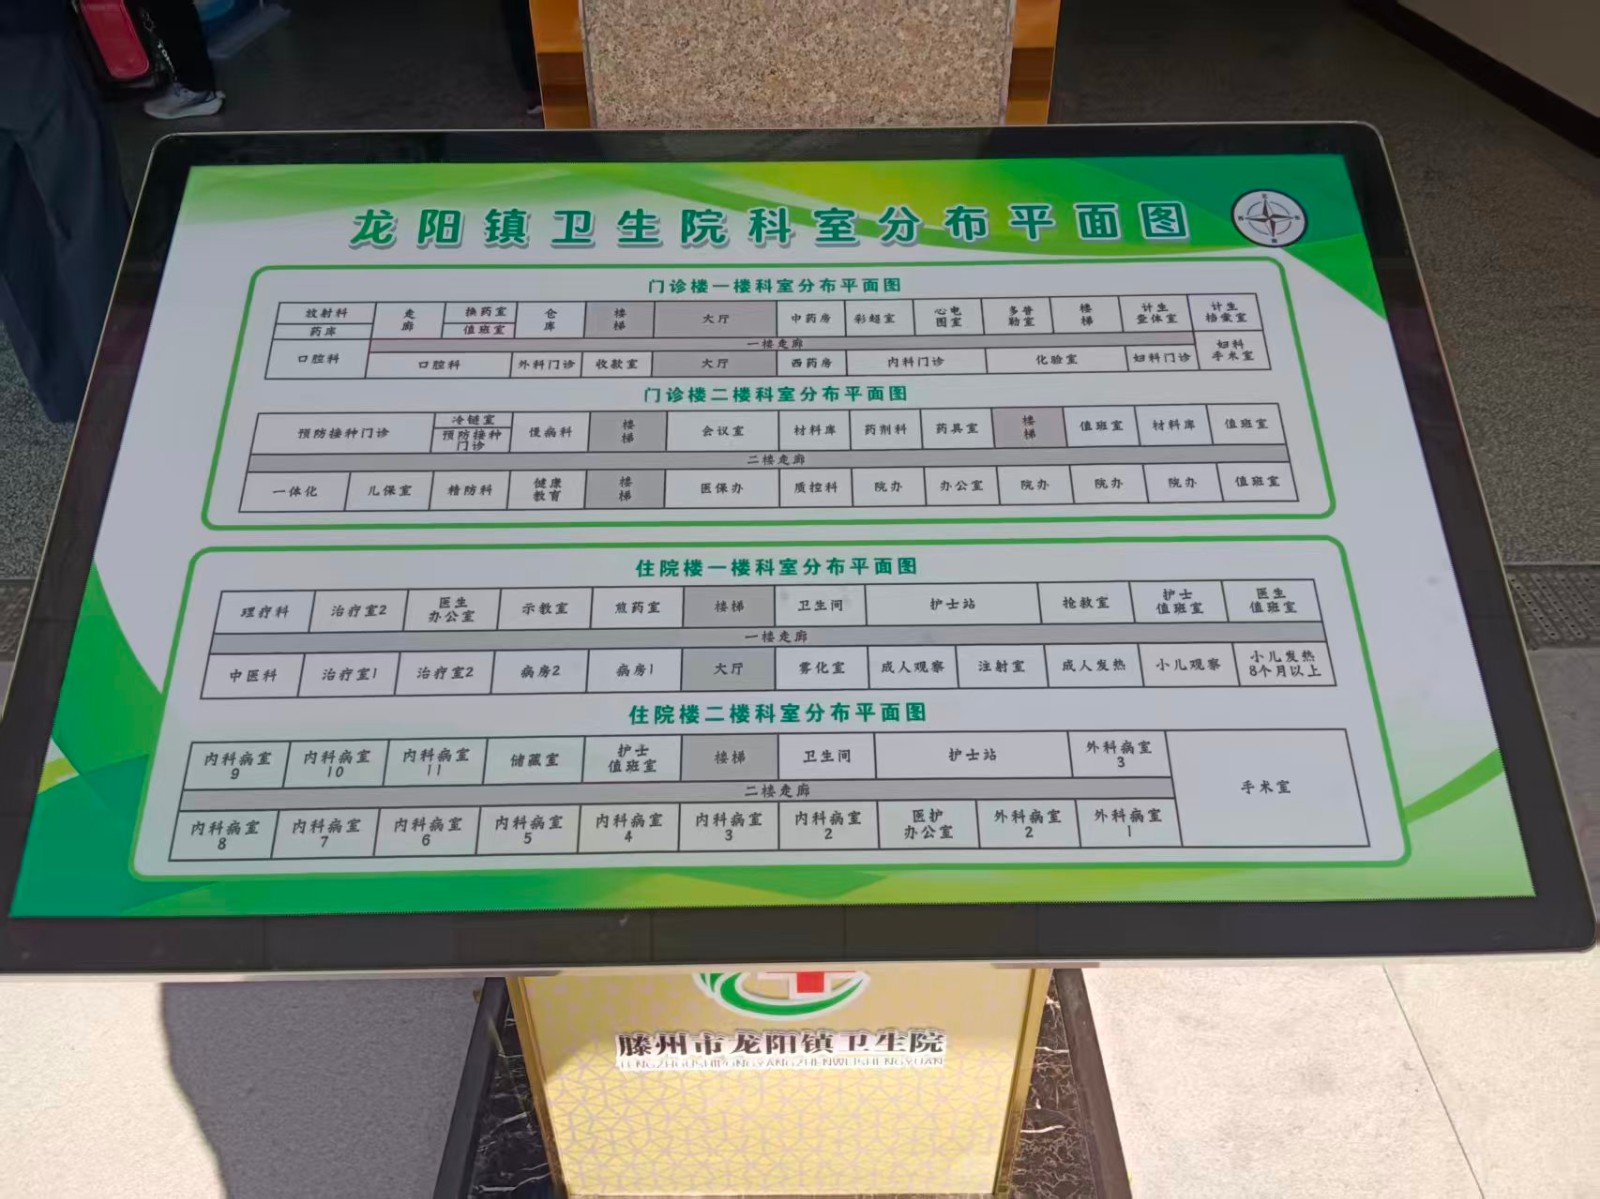 龙阳镇卫生院科室分布平面图
门诊楼一楼科室分布平面图
放射科 走廊 换药室 仓库 楼梯 大厅 中药房 彩超室 心电图室 多普勒室 楼梯 计生查体室 计生档案室
药库 值班室
一楼走廊
口腔科 口腔科 外科门诊 收款室 大厅 西药房 内科门诊 化验室 妇科门诊 妇科手术室
门诊楼二楼科室分布平面图
预防接种门诊 冷链室 慢病科 楼梯 会议室 材料库 药剂科 药具室 楼梯 值班室 材料库 值班室
预防接种门诊
二楼走廊
一体化 儿保室 精防科 健康教育 楼梯 医保办 质控科 院办 办公室 院办 院办 院办 值班室
住院楼一楼科室分布平面图
理疗科 治疗室2 医生办公室 示教室 煎药室 楼梯 卫生间 护士站 抢救室 护士值班室 医生值班室
一楼走廊
中医科 治疗室1 治疗室2 病房2 病房1 大厅 雾化室 成人观察 注射室 成人发热 小儿观察 小儿发热8个月以上
住院楼二楼科室分布平面图
内科病室9 内科病室10 内科病室11 储藏室 护士值班室 楼梯 卫生间 护士站 外科病室3 手术室
二楼走廊
内科病室8 内科病室7 内科病室6 内科病室5 内科病室4 内科病室3 内科病室2 医护办公室 外科病室2 外科病室1
滕州市龙阳镇卫生院
TENGZHOUSHILONGYANGZHENWEISHENGYUAN